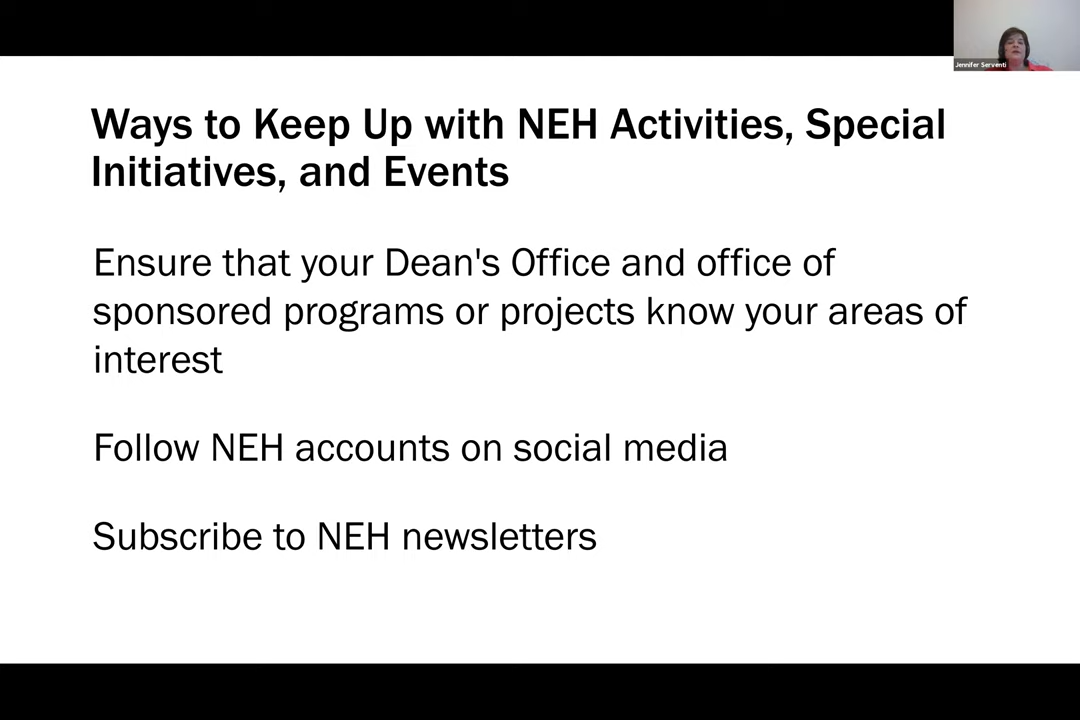 Jennifer Serventi
Ways to Keep Up with NEH Activities, Special
Initiatives, and Events
Ensure that your Dean's Office and office of
sponsored programs or projects know your areas of
interest
Follow NEH accounts on social media
Subscribe to NEH newsletters